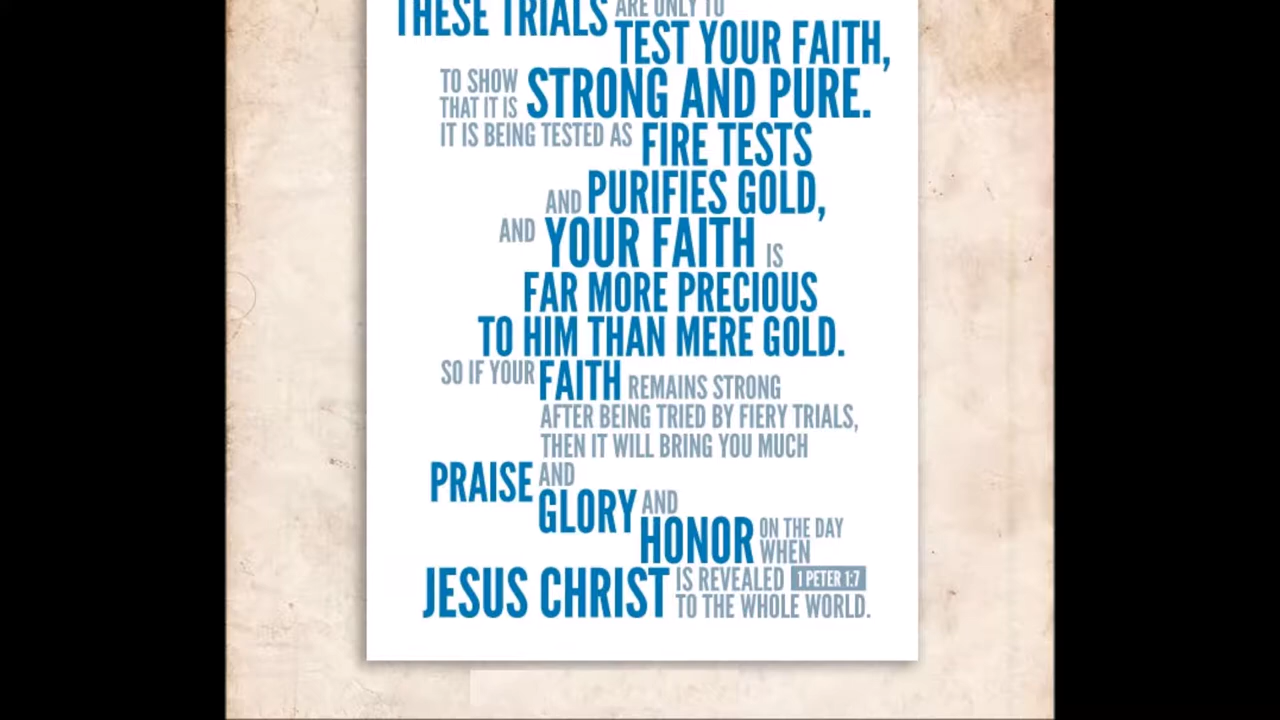 THESE TRIALS ARE ONLY TO
TEST YOUR FAITH,
TO SHOW
THAT IT IS STRONG AND PURE.
IT IS BEING TESTED AS FIRE TESTS
AND PURIFIES GOLD,
AND YOUR FAITH IS
FAR MORE PRECIOUS
TO HIM THAN MERE GOLD.
SO IF YOUR FAITH REMAINS STRONG
AFTER BEING TRIED BY FIERY TRIALS,
THEN IT WILL BRING YOU MUCH
PRAISE AND
GLORY AND
HONOR ON THE DAY
WHEN
JESUS CHRIST IS REVEALED 1 PETER 1:7
TO THE WHOLE WORLD.